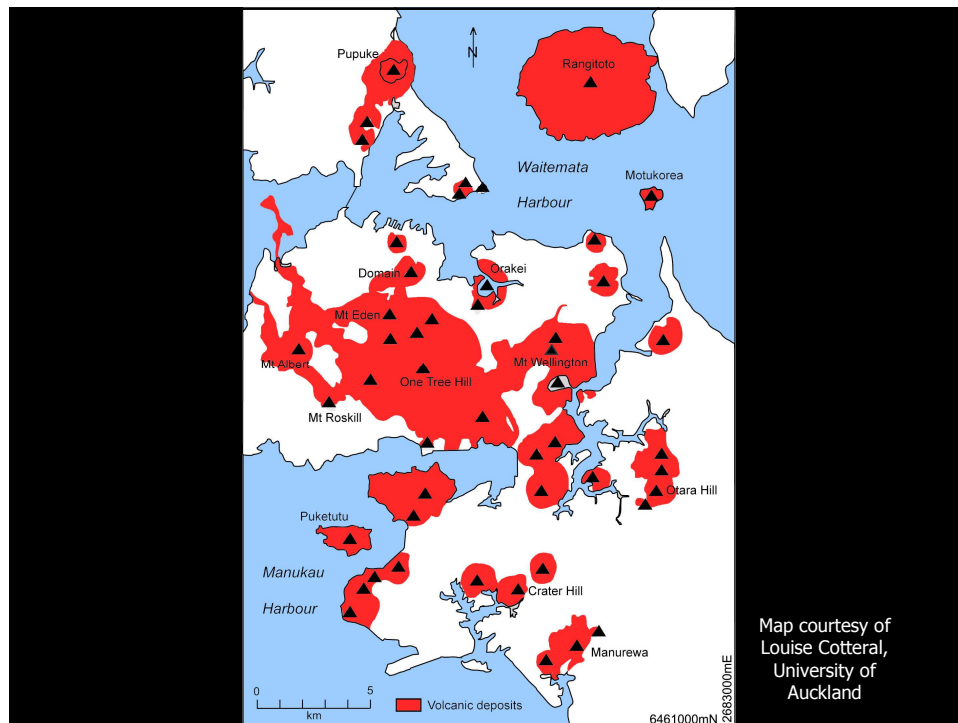 Pupuke
N
Rangitoto
Waitemata
Harbour
Motukorea
Domain
Orakei
Mt Eden
Mt Albert
Mt Wellington
One Tree Hill
Mt Roskill
Otara Hill
Puketutu
Manukau
Harbour
Crater Hill
Manurewa
0 5
km
Volcanic deposits
6461000mN
2683000mE
Map courtesy of
Louise Cotteral,
University of
Auckland